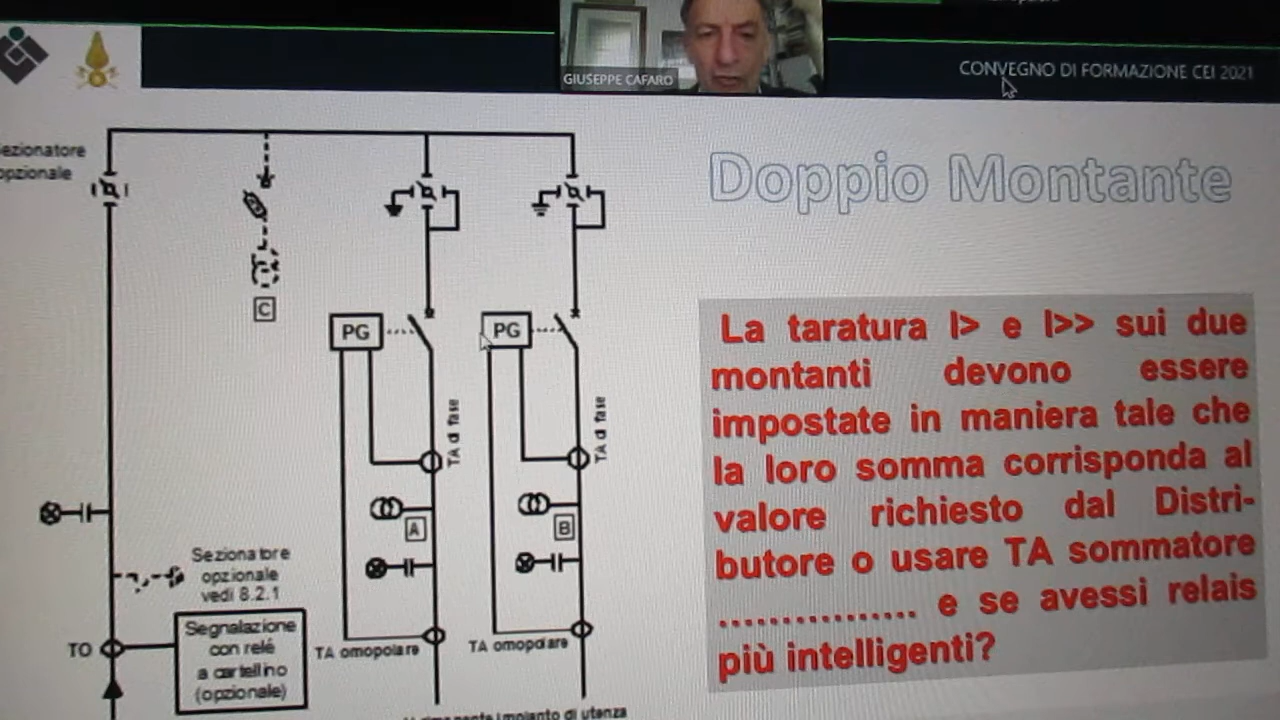 GIUSEPPE CAFARO
CONVEGNO DI FORMAZIONE CEI 2021
ezionatore
opzionale
C
PG
PG
TA di fase
TA di fase
A
B
Sezionatore
opzionale
vedi 8.2.1
TO
Segnalazione
con relé
a cartellino
(opzionale)
TA omopolare
TA omopolare
impianto di utenza
Doppio Montante
La taratura I> e I>> sui due
montanti devono essere
impostate in maniera tale che
la loro somma corrisponda al
valore richiesto dal Distri-
butore o usare TA sommatore
................ e se avessi relais
più intelligenti?